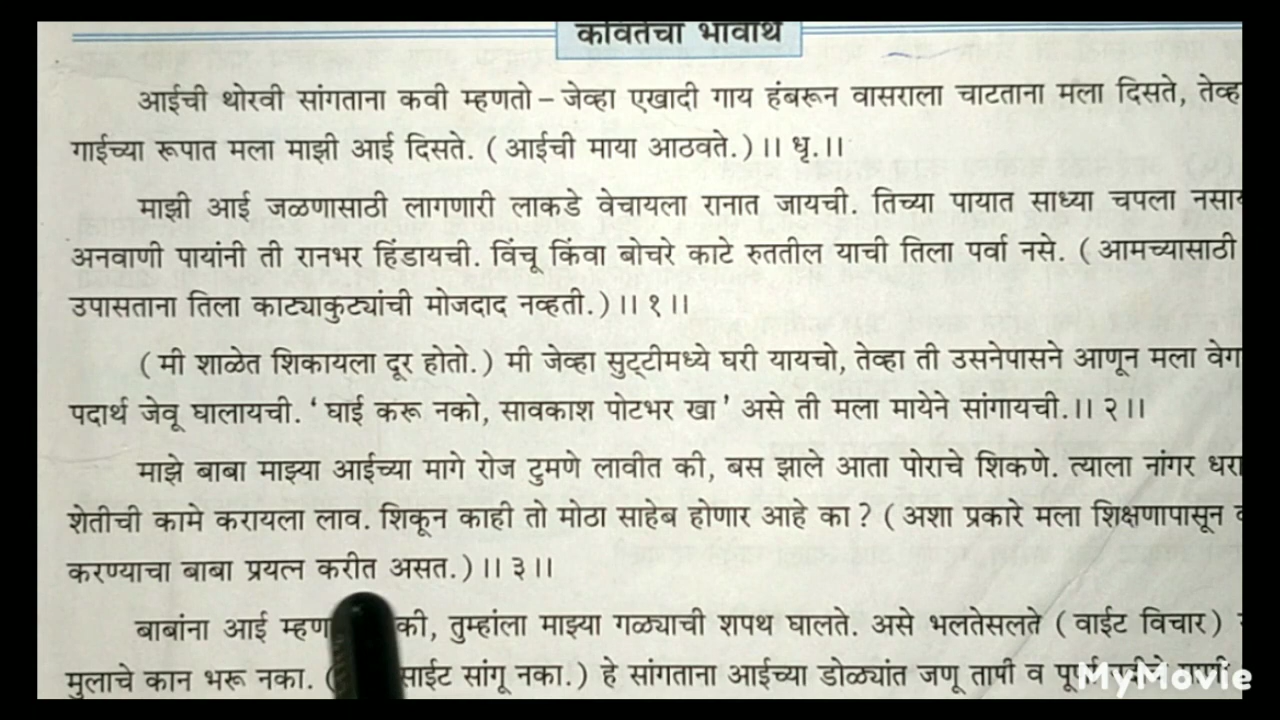 कवितेचा भावार्थ
आईची थोरवी सांगताना कवी म्हणतो – जेव्हा एखादी गाय हंबरून वासराला चाटताना मला दिसते, तेव्ह
गाईच्या रूपात मला माझी आई दिसते. ( आईची माया आठवते. ) ।। धृ. ।।
माझी आई जळणासाठी लागणारी लाकडे वेचायला रानात जायची. तिच्या पायात साध्या चपला
अनवाणी पायांनी ती रानभर हिंडायची. विंचू किंवा बोचरे काटे रुततील याची तिला पर्वा नसे. ( आमच्यासाठी
उपासताना तिला काट्याकुट्यांची मोजदाद नव्हती. ) ।। १ ।।
( मी शाळेत शिकायला दूर होतो. ) मी जेव्हा सुट्टीमध्ये घरी यायचो, तेव्हा ती उसनेपासने आणून मला वेग
पदार्थ जेवू घालायची. ‘ घाई करू नको, सावकाश पोटभर खा ’ असे ती मला मायेने सांगायची. ।। २ ।।
माझे बाबा माझ्या आईच्या मागे रोज टुमणे लावीत की, बस झाले आता पोराचे शिकणे. त्याला नांगर धरा
शेतीची कामे करायला लाव. शिकून काही तो मोठा साहेब होणार आहे का ? ( अशा प्रकारे मला शिक्षणापासून
करण्याचा बाबा प्रयत्न करीत असत. ) ।। ३ ।।
बाबांना आई म्हण की, तुम्हांला माझ्या गळ्याची शपथ घालते. असे भलतेसलते ( वाईट विचार )
मुलाचे कान भरू नका. ( साईट सांगू नका. ) हे सांगताना आईच्या डोळ्यांत जणू तापी व
MyMovie